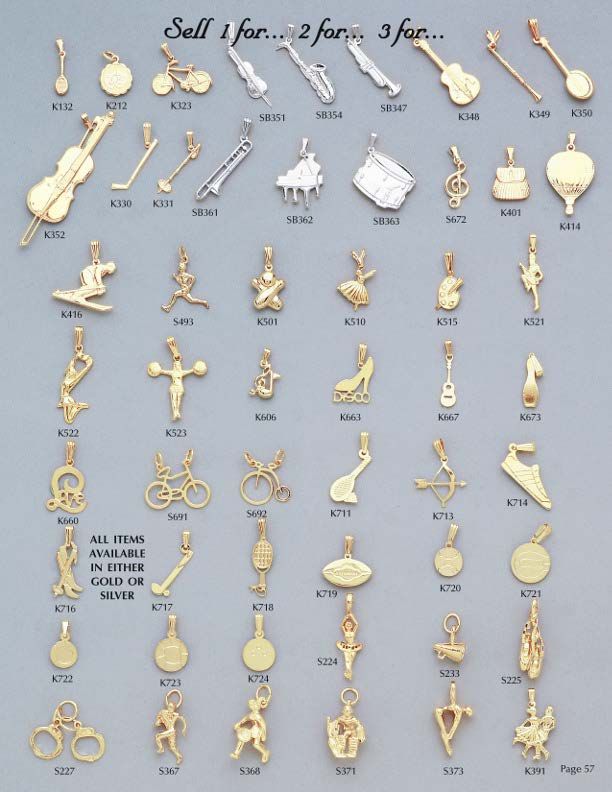 Sell 1 for... 2 for... 3 for...
K132 K212 K323 SB351 SB354 SB347 K348 K349 K350
K352 K330 K331 SB361 SB362 SB363 S672 K401 K414
K416 S493 K501 K510 K515 K521
K522 K523 K606 K663 K667 K673
DISCO
K660 S691 S692 K711 K713 K714
ALL ITEMS
AVAILABLE
IN EITHER
GOLD OR
SILVER
K716 K717 K718 K719 K720 K721
K722 K723 K724 S224 S233 S225
S227 S367 S368 S371 S373 K391 Page 57